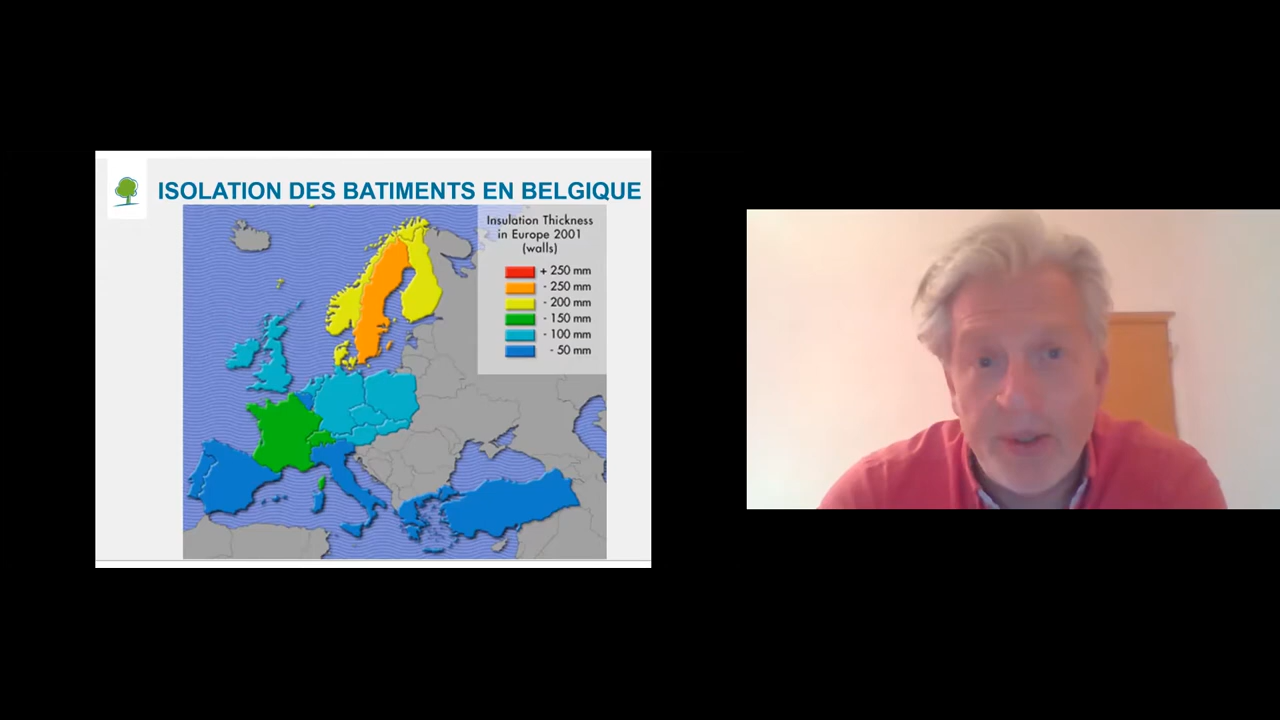 ISOLATION DES BATIMENTS EN BELGIQUE
Insulation Thickness
in Europe 2001
(walls)
+ 250 mm
- 250 mm
- 200 mm
- 150 mm
- 100 mm
- 50 mm